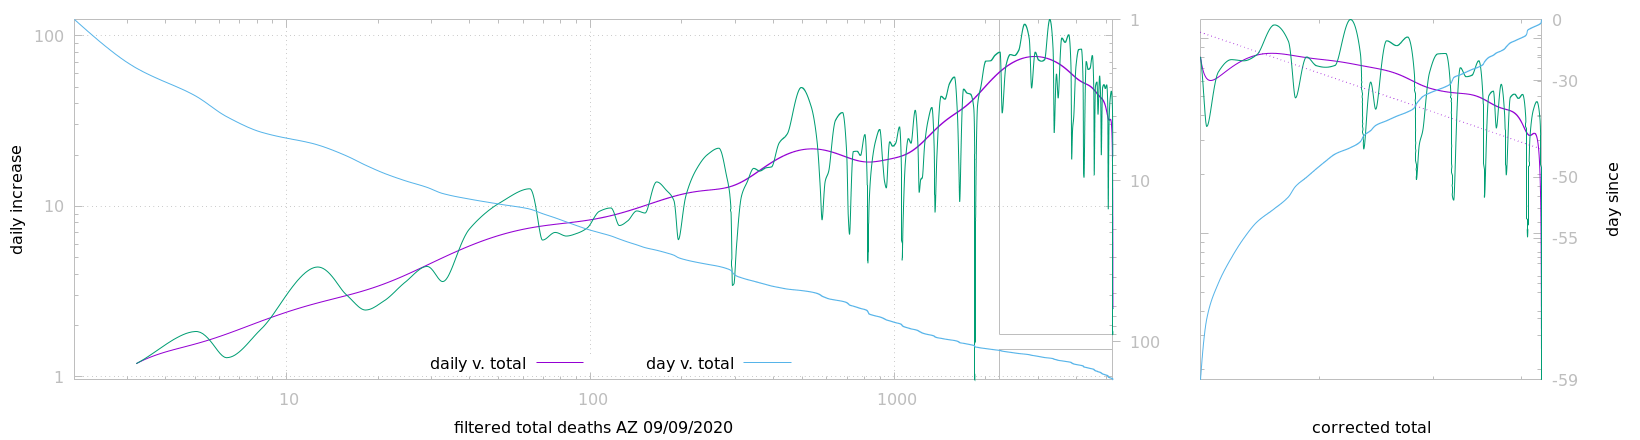 100
10
1
daily increase
10
100
1000
1
10
100
daily v. total
day v. total
filtered total deaths AZ 09/09/2020
0
-30
-50
-55
-59
day since
corrected total